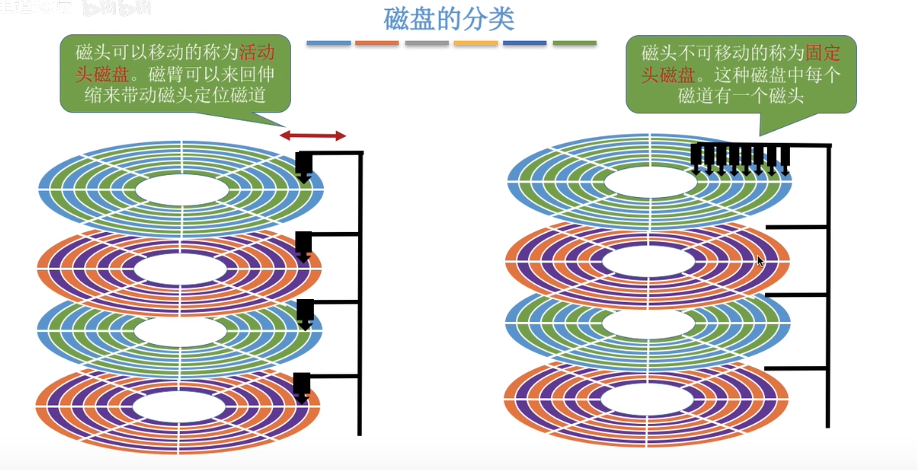 磁盘的分类
磁头可以移动的称为活动
头磁盘。磁臂可以来回伸
缩来带动磁头定位磁道
磁头不可移动的称为固定
头磁盘。这种磁盘中每个
磁道有一个磁头